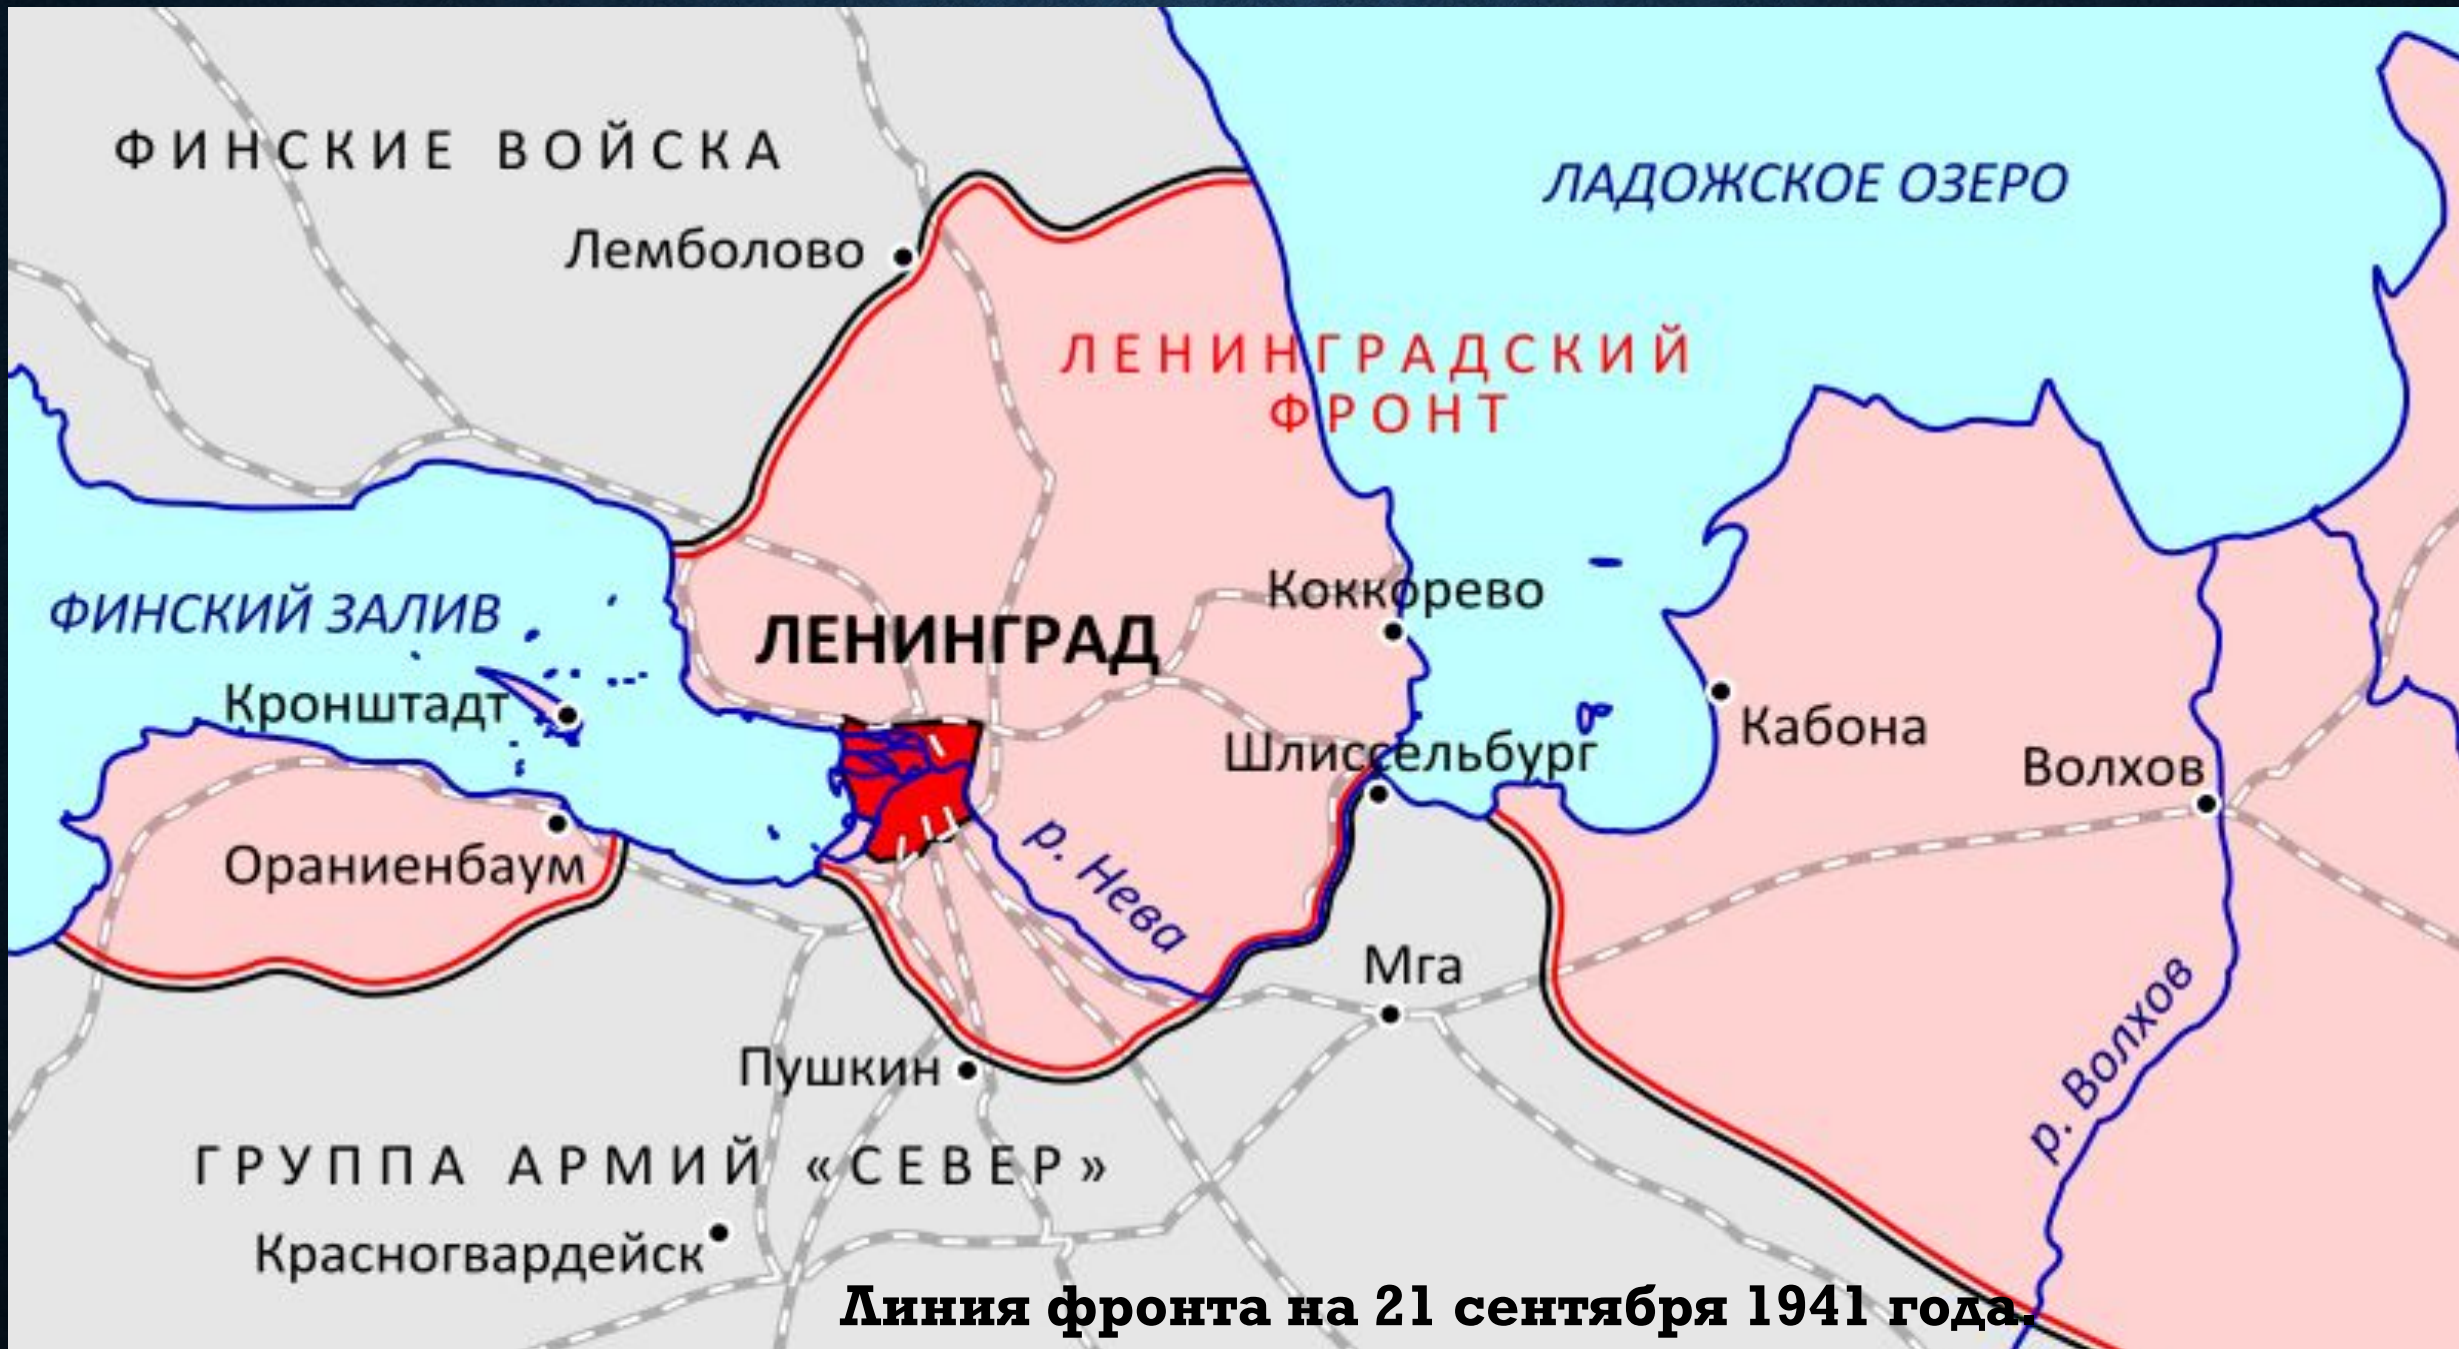 ФИНСКИЕ ВОЙСКА
ЛАДОЖСКОЕ ОЗЕРО
Лемболово
ЛЕНИНГРАДСКИЙ
ФРОНТ
ФИНСКИЙ ЗАЛИВ
Коккорево
ЛЕНИНГРАД
Кронштадт
Кабона
Шлиссельбург
Волхов
Ораниенбаум
р. Нева
Мга
р. Волхов
Пушкин
ГРУППА АРМИЙ «СЕВЕР»
Красногвардейск
Линия фронта на 21 сентября 1941 года.